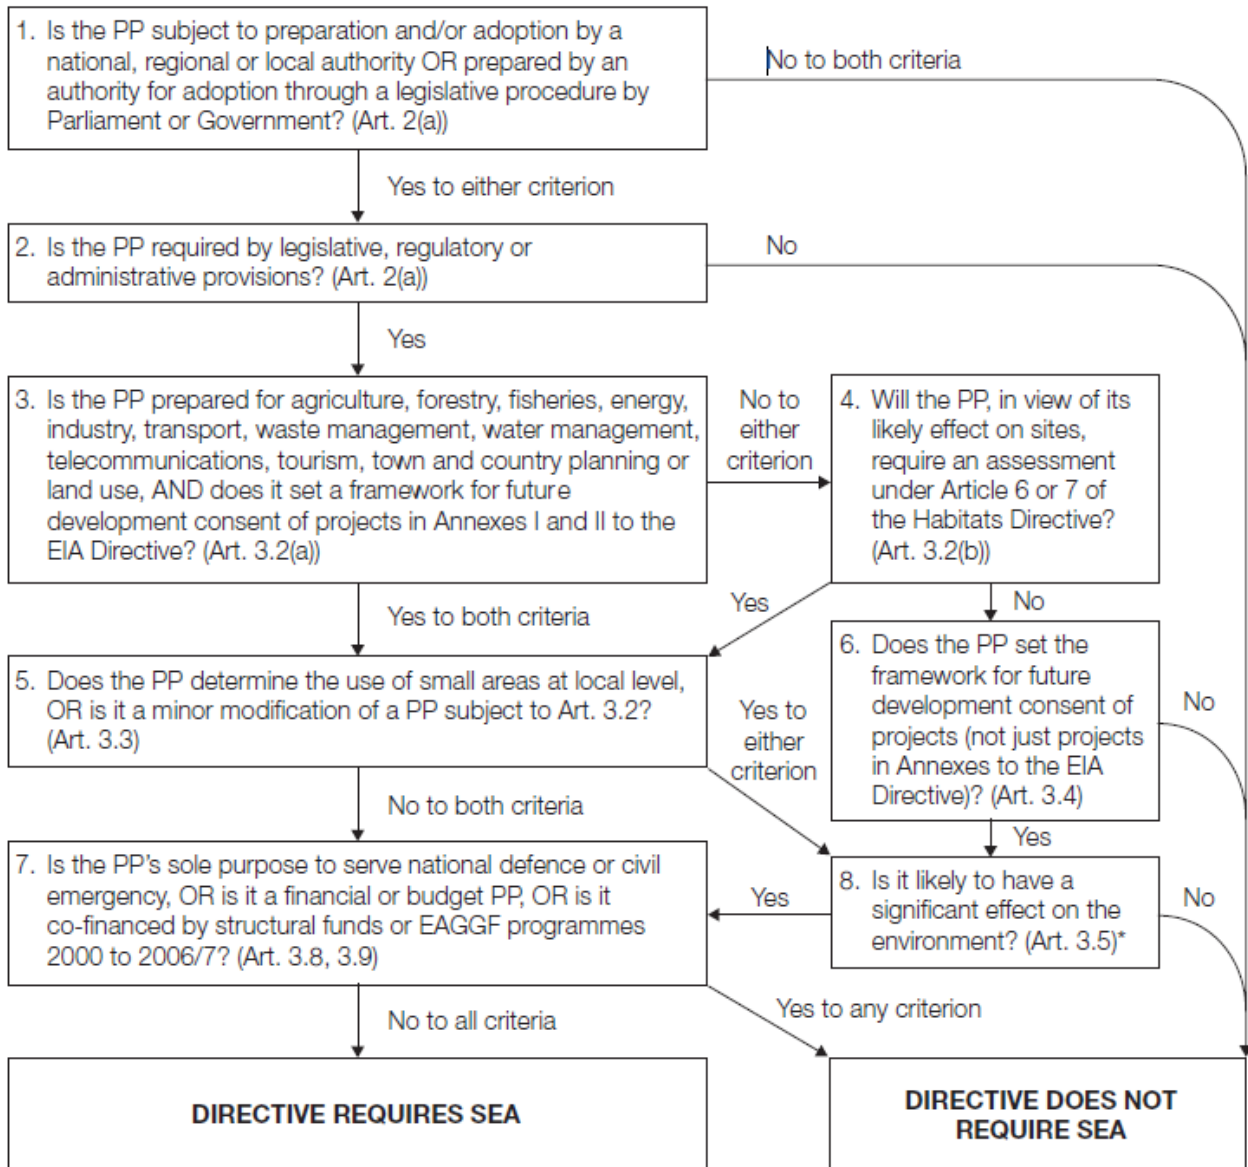 1. Is the PP subject to preparation and/or adoption by a
national, regional or local authority OR prepared by an
authority for adoption through a legislative procedure by
Parliament or Government? (Art. 2(a))
No to both criteria
Yes to either criterion
2. Is the PP required by legislative, regulatory or
administrative provisions? (Art. 2(a))
No
Yes
3. Is the PP prepared for agriculture, forestry, fisheries, energy,
industry, transport, waste management, water management,
telecommunications, tourism, town and country planning or
land use, AND does it set a framework for future
development consent of projects in Annexes I and II to the
EIA Directive? (Art. 3.2(a))
No to
either
criterion
4. Will the PP, in view of its
likely effect on sites,
require an assessment
under Article 6 or 7 of
the Habitats Directive?
(Art. 3.2(b))
Yes to both criteria
Yes
No
5. Does the PP determine the use of small areas at local level,
OR is it a minor modification of a PP subject to Art. 3.2?
(Art. 3.3)
Yes to
either
criterion
6. Does the PP set the
framework for future
development consent of
projects (not just projects
in Annexes to the EIA
Directive)? (Art. 3.4)
No
No to both criteria
Yes
7. Is the PP's sole purpose to serve national defence or civil
emergency, OR is it a financial or budget PP, OR is it
co-financed by structural funds or EAGGF programmes
2000 to 2006/7? (Art. 3.8, 3.9)
Yes
8. Is it likely to have a
significant effect on the
environment? (Art. 3.5)*
No
No to all criteria
Yes to any criterion
DIRECTIVE REQUIRES SEA
DIRECTIVE DOES NOT
REQUIRE SEA